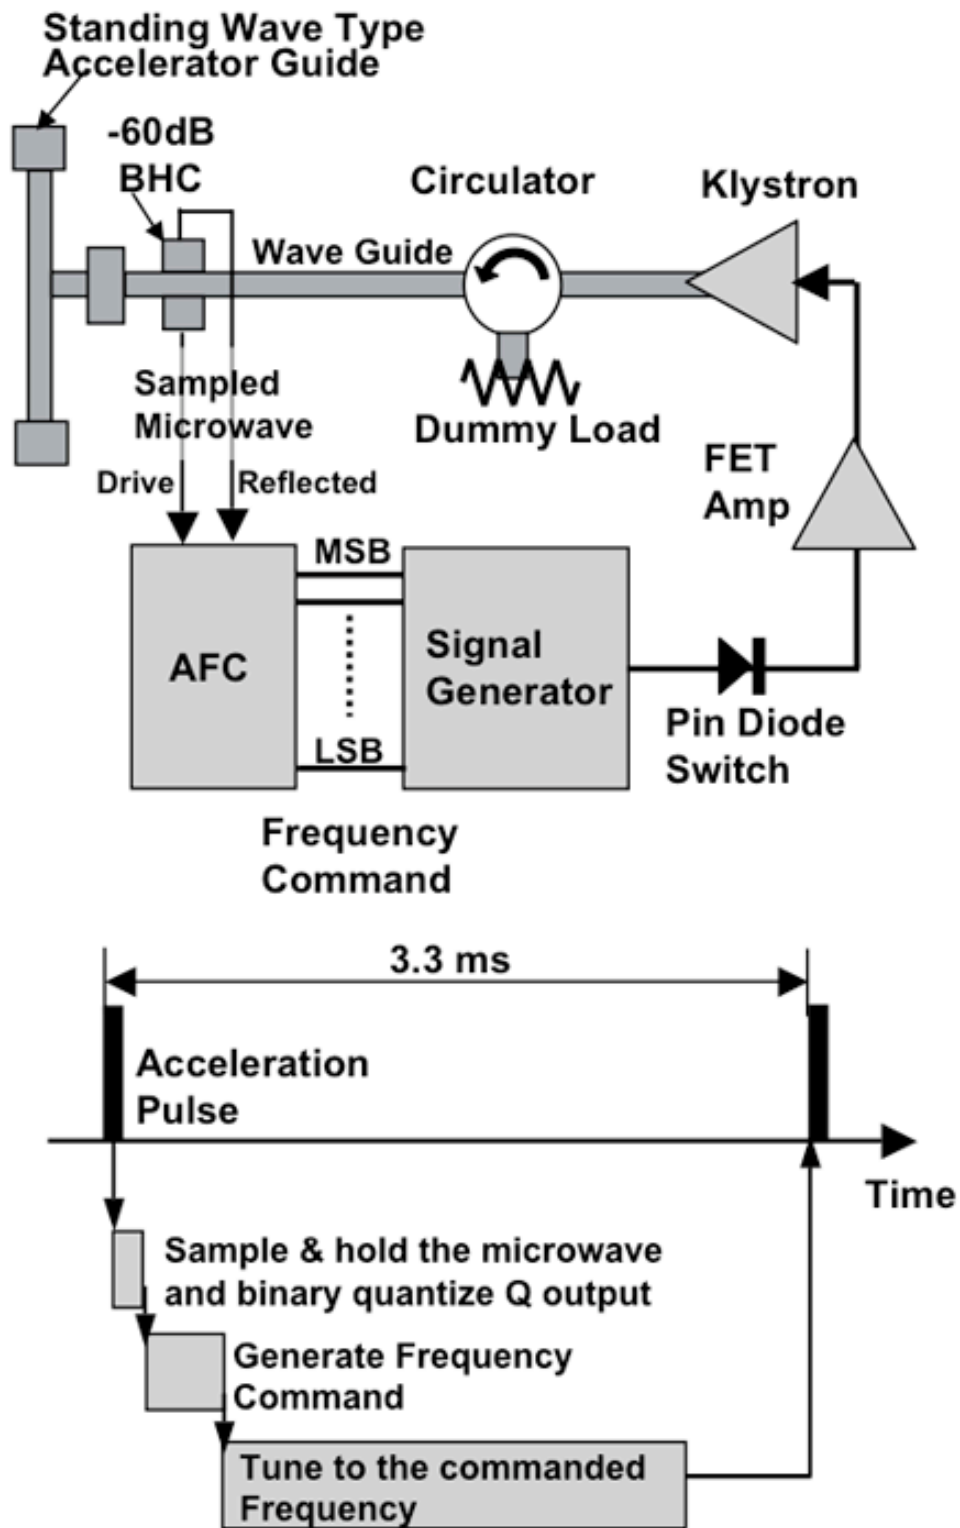 Standing Wave Type
Accelerator Guide
-60dB
BHC
Circulator
Klystron
Wave Guide
Sampled
Microwave
Dummy Load
Drive
Reflected
FET
Amp
MSB
AFC
Signal
Generator
LSB
Pin Diode
Switch
Frequency
Command
3.3 ms
Acceleration
Pulse
Time
Sample & hold the microwave
and binary quantize Q output
Generate Frequency
Command
Tune to the commanded
Frequency